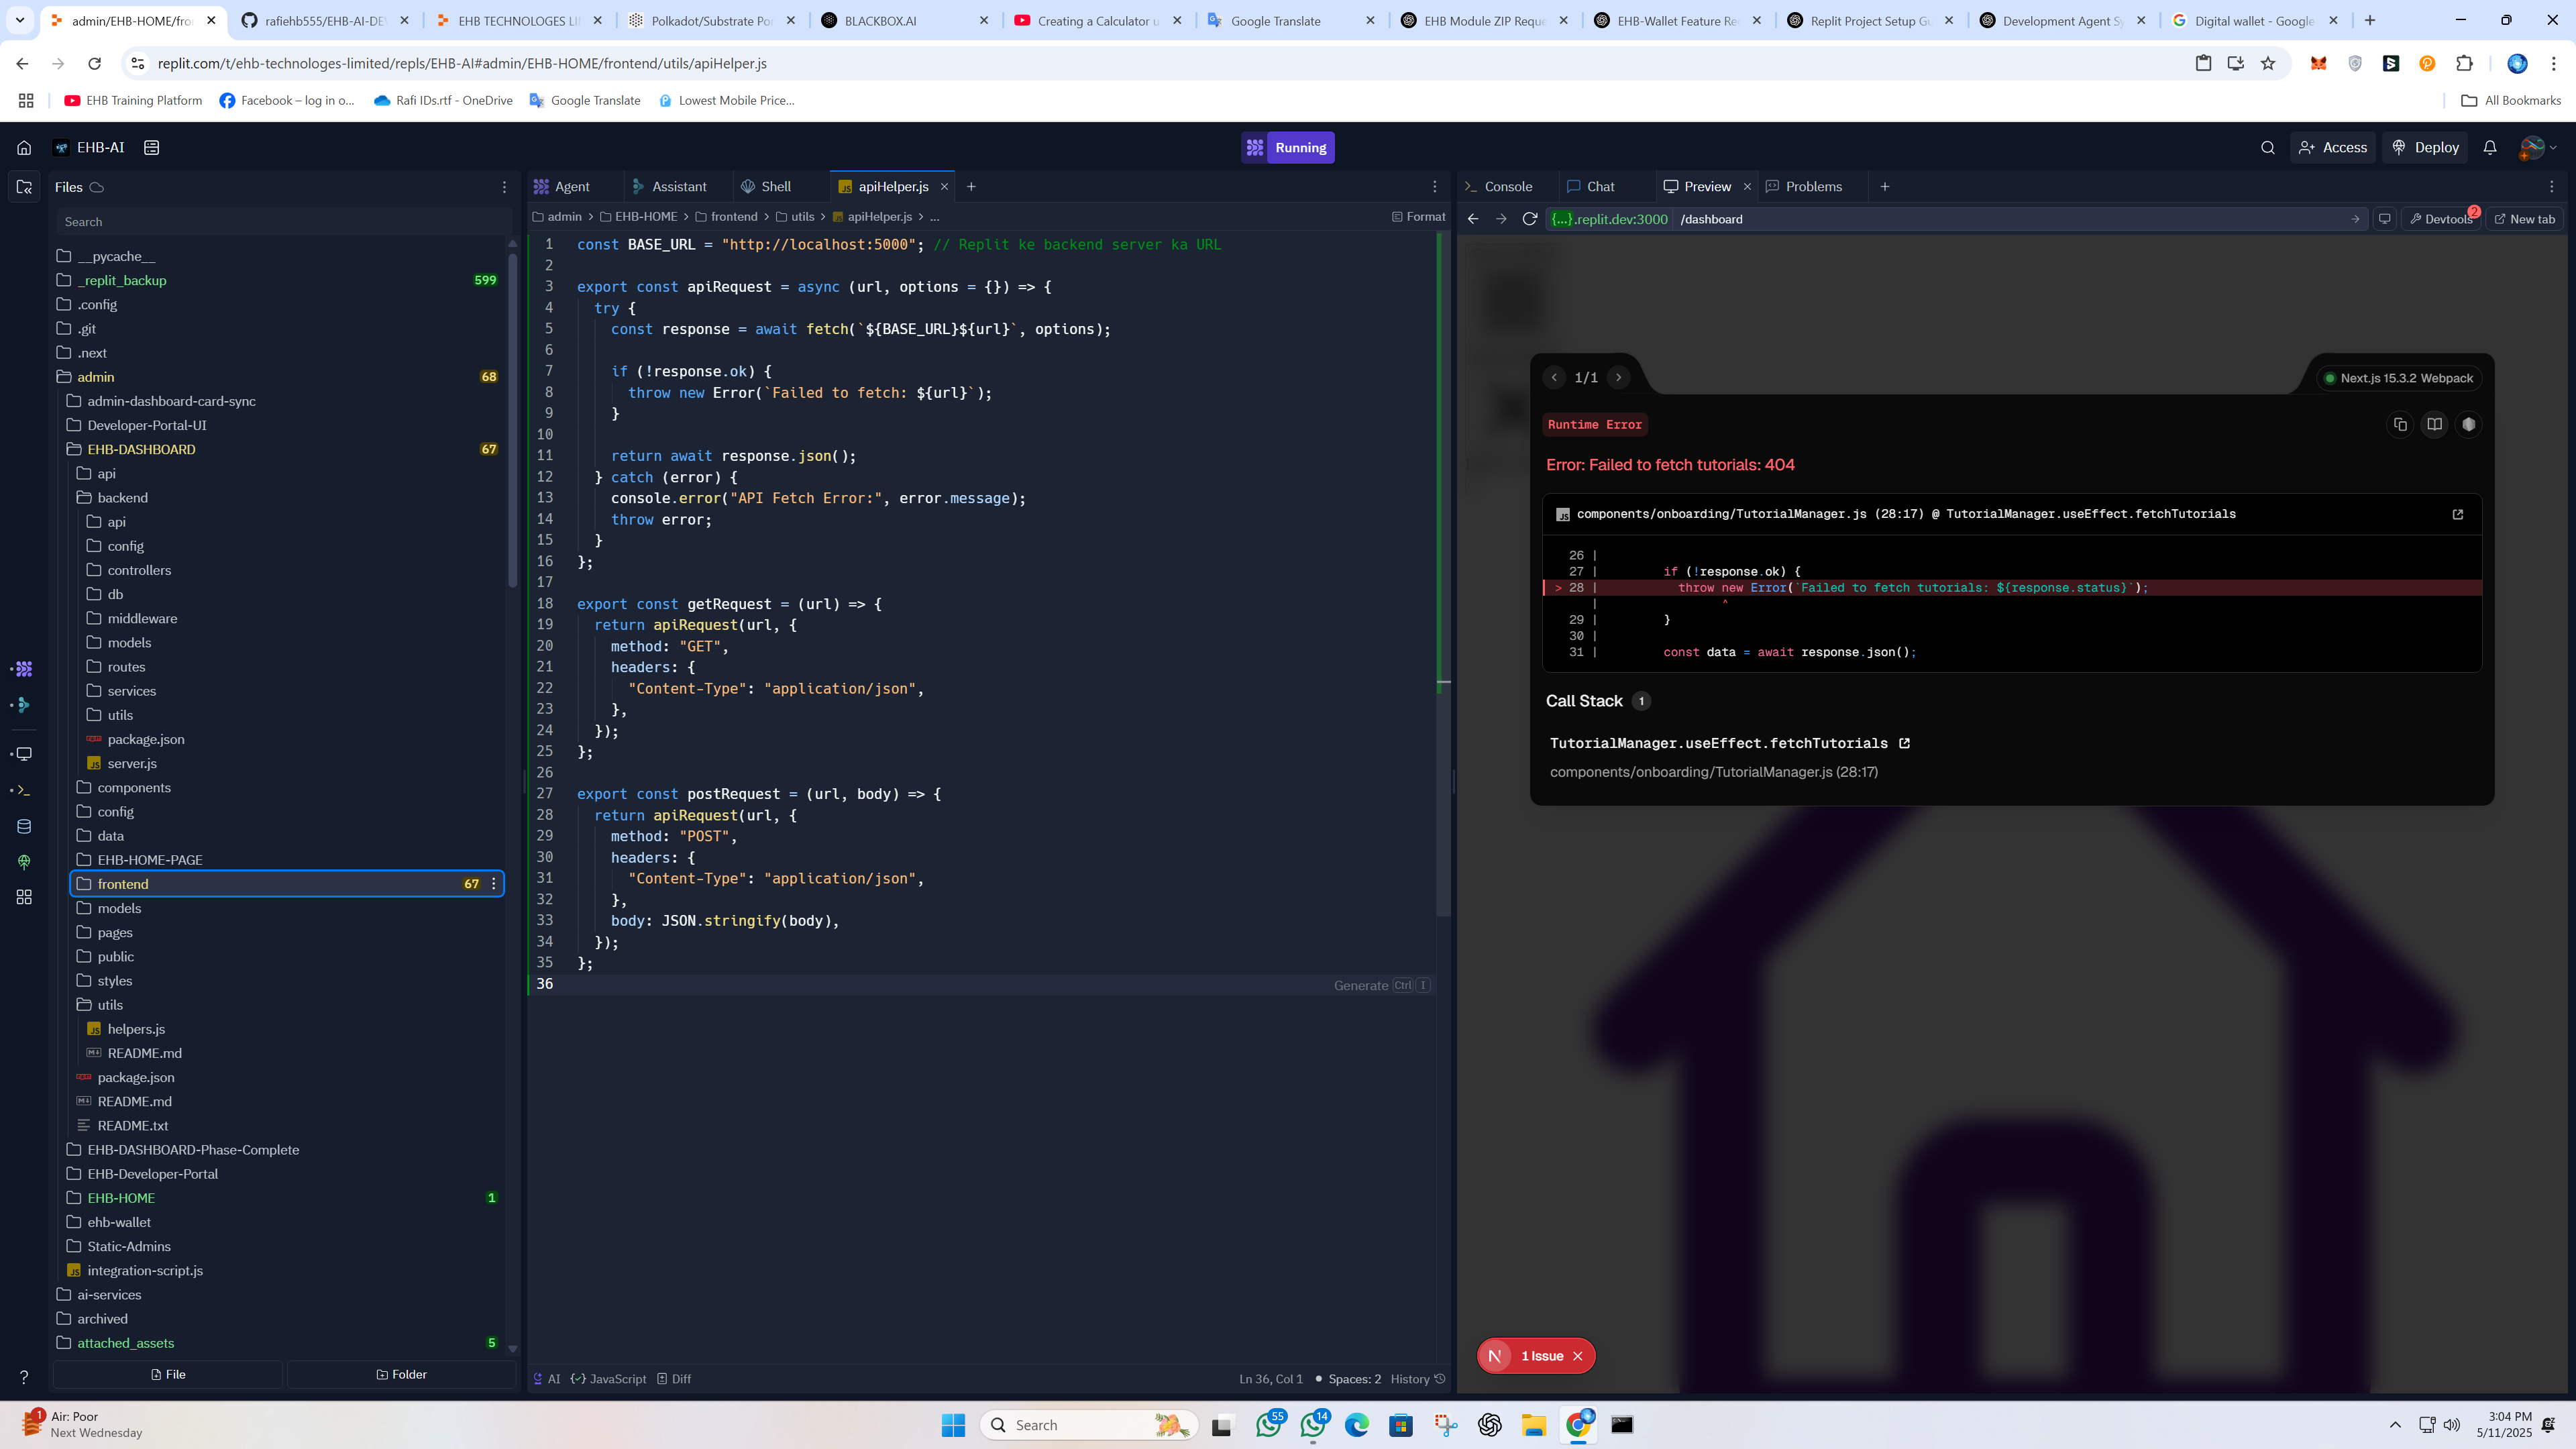 admin/EHB-HOME/fro
rafiehb555/EHB-AI-DE
EHB TECHNOLOGES LI
Polkadot/Substrate Po
BLACKBOX.AI
Creating a Calculator u
Google Translate
EHB Module ZIP Reque
EHB-Wallet Feature Re
Replit Project Setup Gu
Development Agent Sy
Digital wallet - Google
replit.com/t/ehb-technologes-limited/repls/EHB-AI#admin/EHB-HOME/frontend/utils/apiHelper.js
EHB Training Platform
Facebook – log in o...
Rafi IDs.rtf - OneDrive
Google Translate
Lowest Mobile Price...
All Bookmarks
EHB-AI
Running
Access
Deploy
Files
Search
__pycache__
_replit_backup 599
.config
.git
.next
admin 68
admin-dashboard-card-sync
Developer-Portal-UI
EHB-DASHBOARD 67
api
backend
api
config
controllers
db
middleware
models
routes
services
utils
package.json
server.js
components
config
data
EHB-HOME-PAGE
frontend 67
models
pages
public
styles
utils
helpers.js
README.md
package.json
README.md
README.txt
EHB-DASHBOARD-Phase-Complete
EHB-Developer-Portal
EHB-HOME 1
ehb-wallet
Static-Admins
integration-script.js
ai-services
archived
attached_assets 5
File
Folder
Agent
Assistant
Shell
apiHelper.js
admin > EHB-HOME > frontend > utils > apiHelper.js > ...
Format
1 const BASE_URL = "http://localhost:5000"; // Replit ke backend server ka URL
2
3 export const apiRequest = async (url, options = {}) => {
4 try {
5 const response = await fetch(`${BASE_URL}${url}`, options);
6
7 if (!response.ok) {
8 throw new Error(`Failed to fetch: ${url}`);
9 }
10
11 return await response.json();
12 } catch (error) {
13 console.error("API Fetch Error:", error.message);
14 throw error;
15 }
16 };
17
18 export const getRequest = (url) => {
19 return apiRequest(url, {
20 method: "GET",
21 headers: {
22 "Content-Type": "application/json",
23 },
24 });
25 };
26
27 export const postRequest = (url, body) => {
28 return apiRequest(url, {
29 method: "POST",
30 headers: {
31 "Content-Type": "application/json",
32 },
33 body: JSON.stringify(body),
34 });
35 };
36
Generate Ctrl I
AI
JavaScript
Diff
Ln 36, Col 1
Spaces: 2
History
Console
Chat
Preview
Problems
{...}.replit.dev:3000 /dashboard
Devtools 2
New tab
1/1
Next.js 15.3.2 Webpack
Runtime Error
Error: Failed to fetch tutorials: 404
components/onboarding/TutorialManager.js (28:17) @ TutorialManager.useEffect.fetchTutorials
26 |
27 | if (!response.ok) {
> 28 | throw new Error(`Failed to fetch tutorials: ${response.status}`);
| ^
29 | }
30 |
31 | const data = await response.json();
Call Stack 1
TutorialManager.useEffect.fetchTutorials
components/onboarding/TutorialManager.js (28:17)
N 1 Issue
1
Air: Poor
Next Wednesday
Search
55
14
3:04 PM
5/11/2025